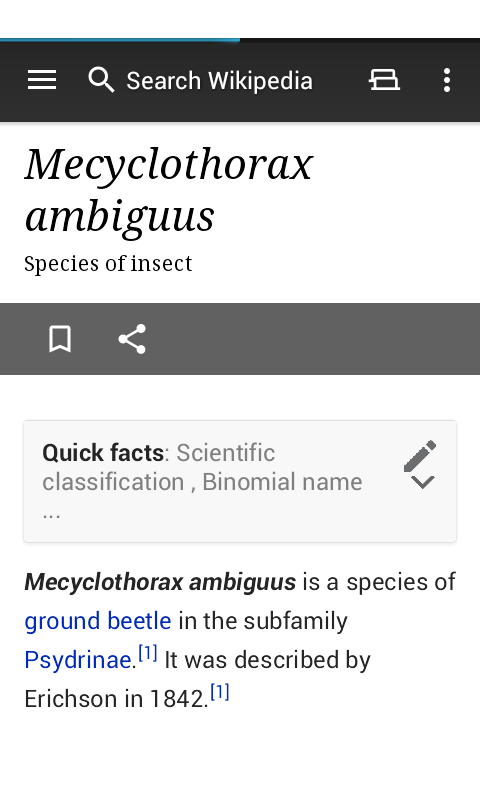 Search Wikipedia
Mecyclothorax
ambiguus
Species of insect
Quick facts: Scientific
classification , Binomial name
...
Mecyclothorax ambiguus is a species of
ground beetle in the subfamily
Psydrinae.[1] It was described by
Erichson in 1842.[1]